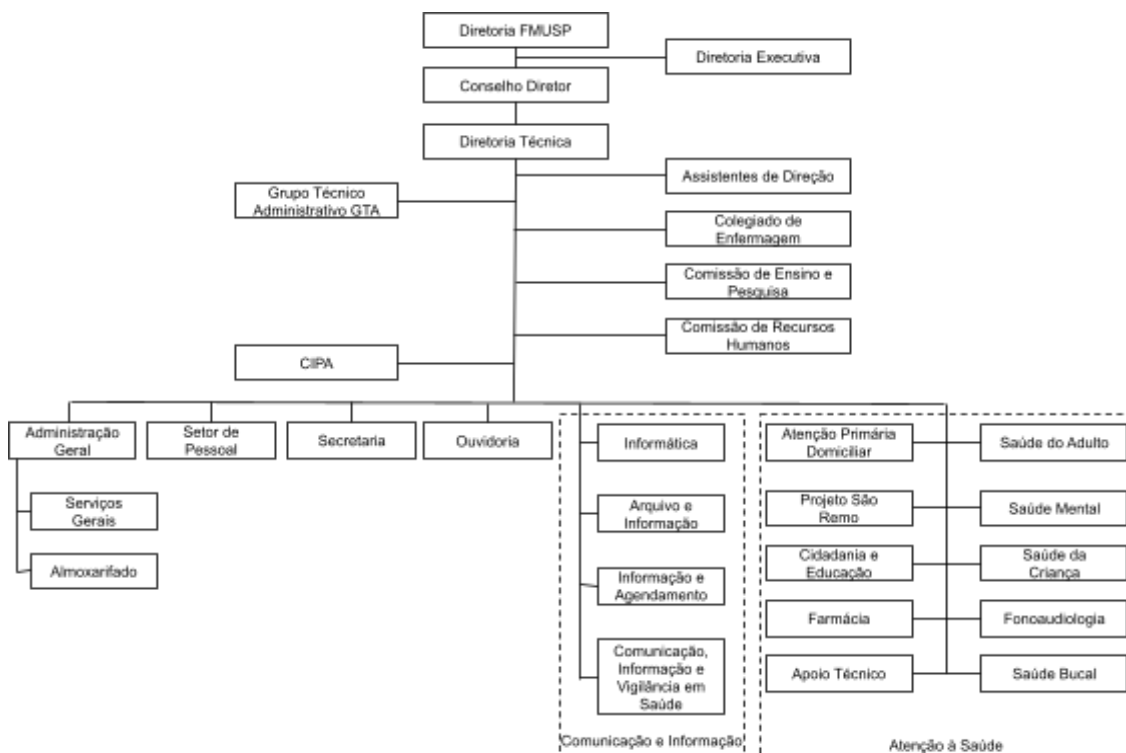 Diretoria FMUSP
Diretoria Executiva
Conselho Diretor
Diretoria Técnica
Assistentes de Direção
Grupo Técnico
Administrativo GTA
Colegiado de
Enfermagem
Comissão de Ensino e
Pesquisa
Comissão de Recursos
Humanos
CIPA
Administração
Geral
Setor de
Pessoal
Secretaria
Ouvidoria
Serviços
Gerais
Almoxarifado
Informática
Arquivo e
Informação
Informação e
Agendamento
Comunicação,
Informação e
Vigilância em
Saúde
Comunicação e Informação
Atenção Primária
Domiciliar
Saúde do Adulto
Projeto São
Remo
Saúde Mental
Cidadania e
Educação
Saúde da
Criança
Farmácia
Fonoaudiologia
Apoio Técnico
Saúde Bucal
Atenção à Saúde